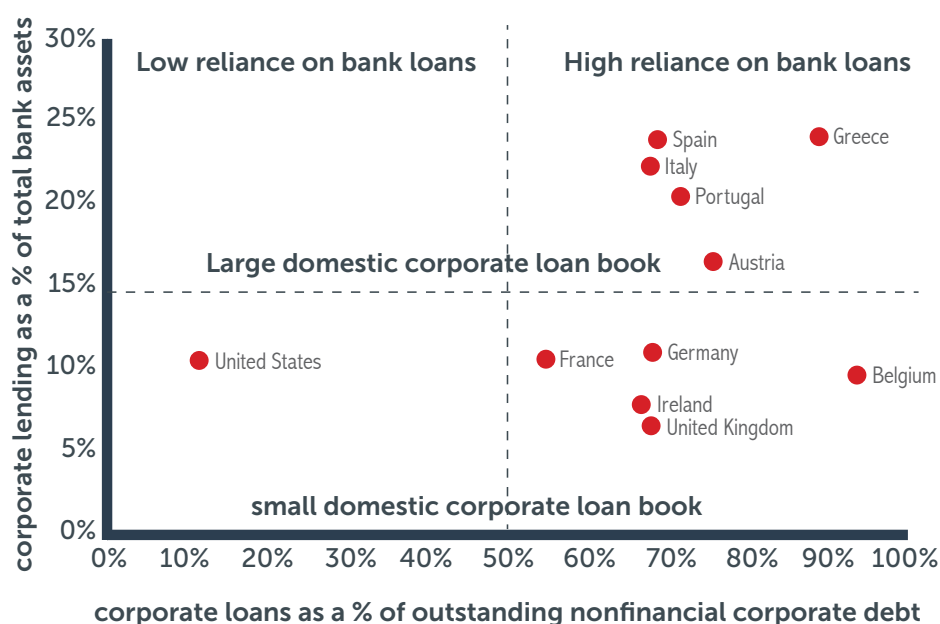 corporate lending as a % of total bank assets
30%
25%
20%
15%
10%
5%
0%
Low reliance on bank loans
High reliance on bank loans
Spain
Greece
Italy
Portugal
Large domestic corporate loan book
Austria
United States
France
Germany
Belgium
Ireland
United Kingdom
small domestic corporate loan book
0% 10% 20% 30% 40% 50% 60% 70% 80% 90% 100%
corporate loans as a % of outstanding nonfinancial corporate debt